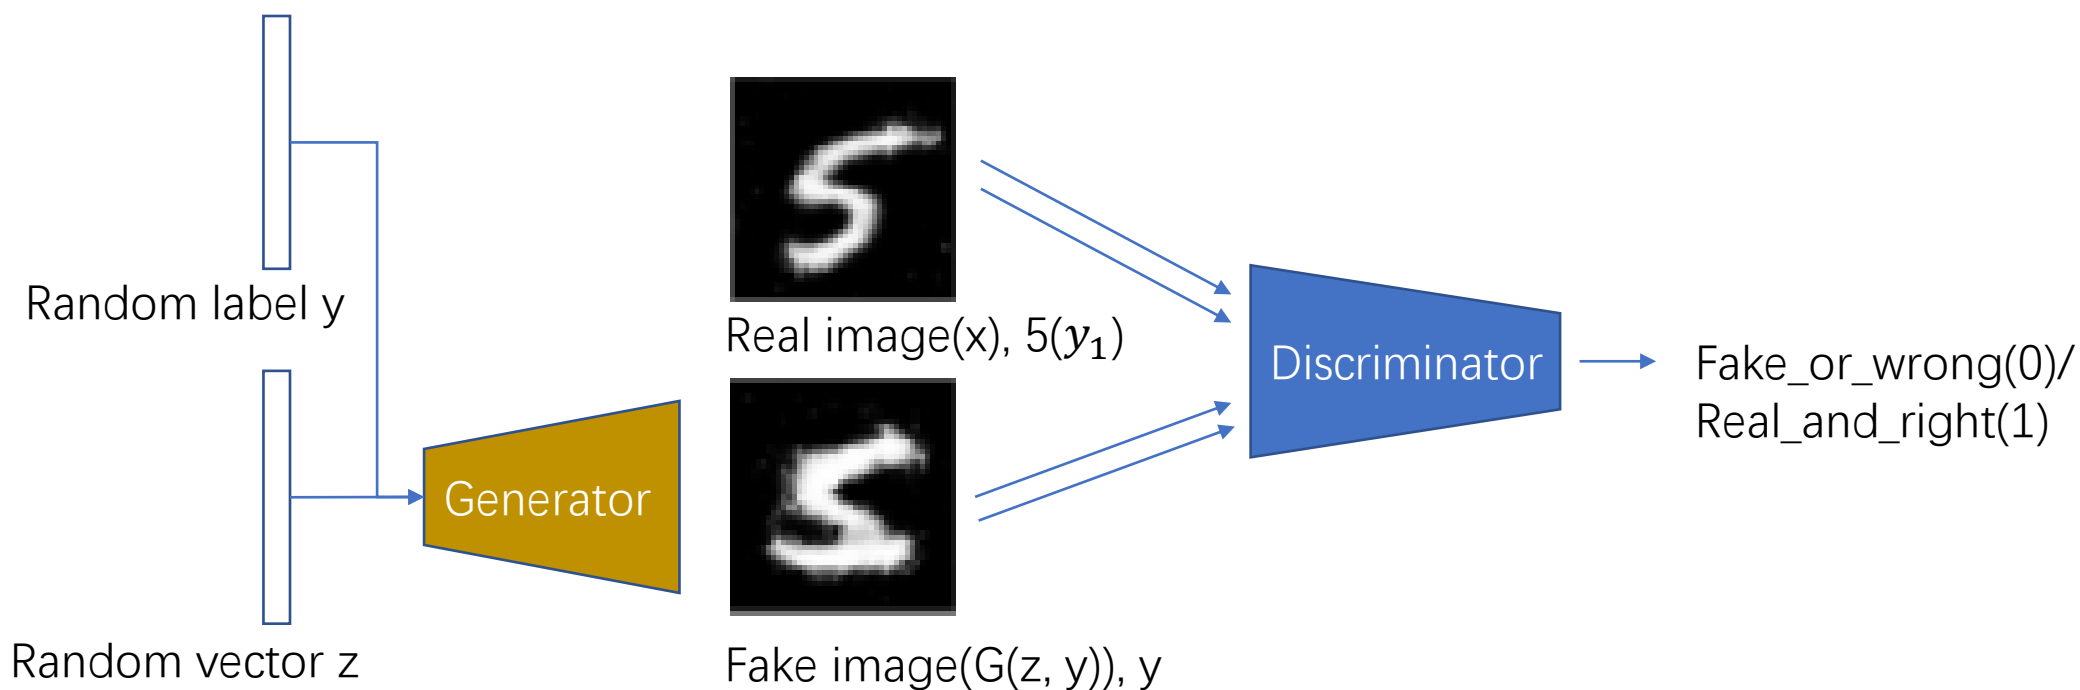 Random label y
Random vector z
Generator
Real image(x), 5(y₁)
Fake image(G(z, y)), y
Discriminator
Fake_or_wrong(0)/
Real_and_right(1)